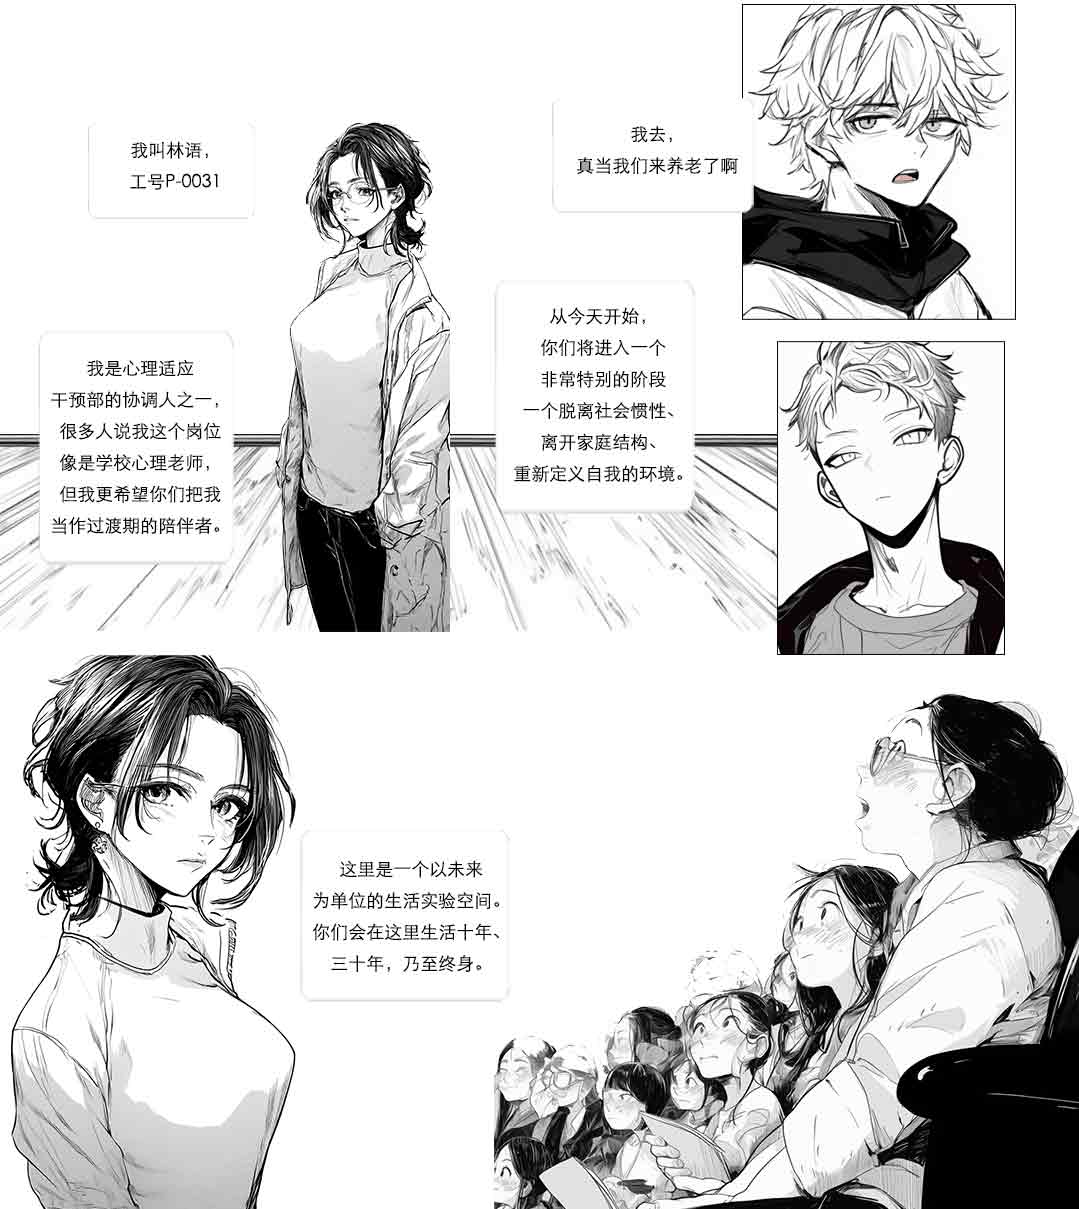 我叫林语，
工号P-0031
我去，
真当我们来养老了啊
我是心理适应
干预部的协调人之一，
很多人说我这个岗位
像是学校心理老师，
但我更希望你们把我
当作过渡期的陪伴者。
从今天开始，
你们将进入一个
非常特别的阶段
一个脱离社会惯性、
离开家庭结构、
重新定义自我的环境。
这里是一个以未来
为单位的生活实验空间。
你们会在这里生活十年、
三十年，乃至终身。